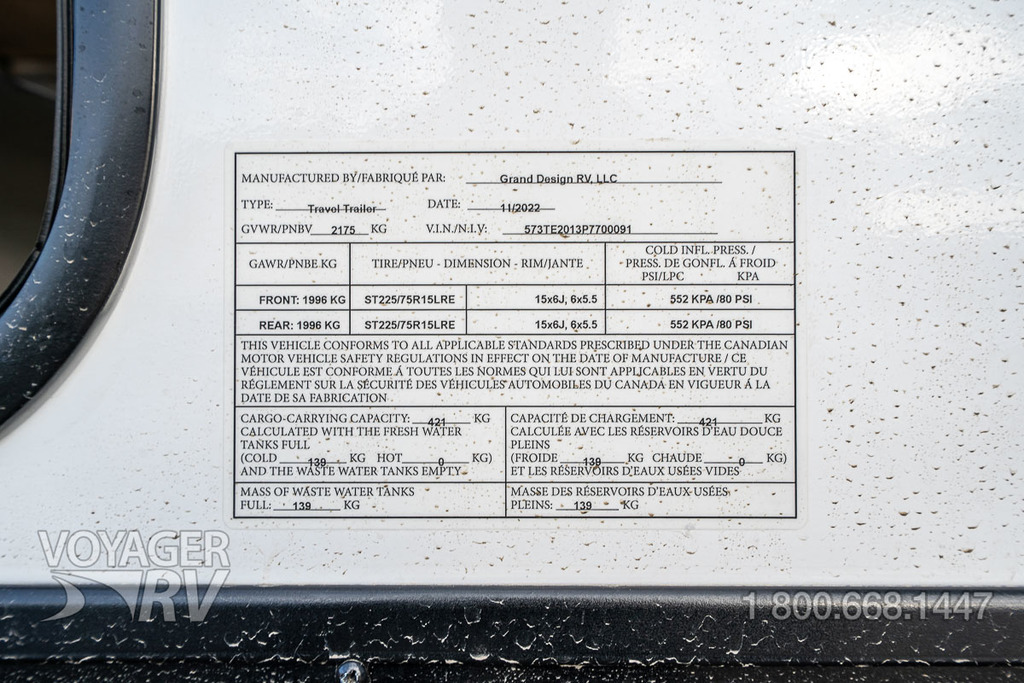 MANUFACTURED BY/FABRIQUÉ PAR: Grand Design RV, LLC
TYPE: Travel Trailer DATE: 11/2022
GVWR/PNBV 2175 KG V.I.N./N.I.V: 573TE2013P7700091
GAWR/PNBE KG TIRE/PNEU - DIMENSION - RIM/JANTE COLD INFL. PRESS. /
PRESS. DE GONFL. Á FROID
PSI/LPC KPA
FRONT: 1996 KG ST225/75R15LRE 15x6J, 6x5.5 552 KPA /80 PSI
REAR: 1996 KG ST225/75R15LRE 15x6J, 6x5.5 552 KPA /80 PSI
THIS VEHICLE CONFORMS TO ALL APPLICABLE STANDARDS PRESCRIBED UNDER THE CANADIAN
MOTOR VEHICLE SAFETY REGULATIONS IN EFFECT ON THE DATE OF MANUFACTURE / CE
VÉHICULE EST CONFORME Á TOUTES LES NORMES QUI LUI SONT APPLICABLES EN VERTU DU
RÉGLEMENT SUR LA SÉCURITÉ DES VÉHICULES AUTOMOBILES DU CANADA EN VIGUEUR Á LA
DATE DE SA FABRICATION
CARGO-CARRYING CAPACITY: 421 KG
CALCULATED WITH THE FRESH WATER
TANKS FULL
(COLD 139 KG HOT 0 KG)
AND THE WASTE WATER TANKS EMPTY
CAPACITÉ DE CHARGEMENT: 421 KG
CALCULÉE AVEC LES RÉSERVOIRS D'EAU DOUCE
PLEINS
(FROIDE 139 KG CHAUDE 0 KG)
ET LES RÉSERVOIRS D'EAUX USÉES VIDES
MASS OF WASTE WATER TANKS
FULL: 139 KG
MASSE DES RÉSERVOIRS D'EAUX USÉES
PLEINS: 139 KG
VOYAGER
RV
1 800.668.1447